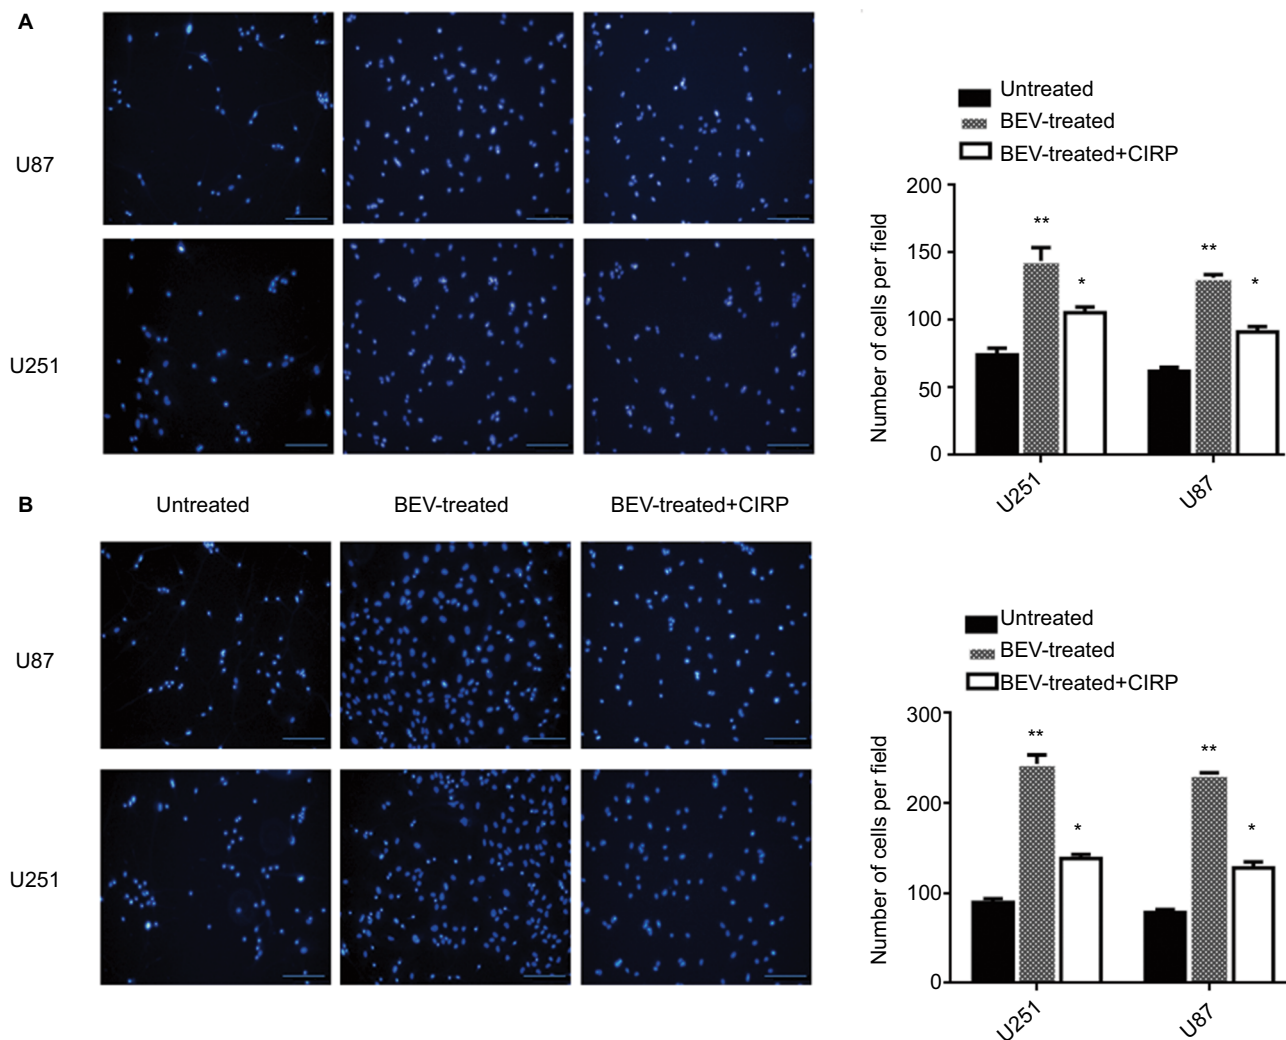 A
U87
U251
Untreated
BEV-treated
BEV-treated+CIRP
200
150
100
50
0
Number of cells per field
**
*
**
*
U251
U87
B
Untreated
BEV-treated
BEV-treated+CIRP
U87
U251
Untreated
BEV-treated
BEV-treated+CIRP
300
200
100
0
Number of cells per field
**
*
**
*
U251
U87